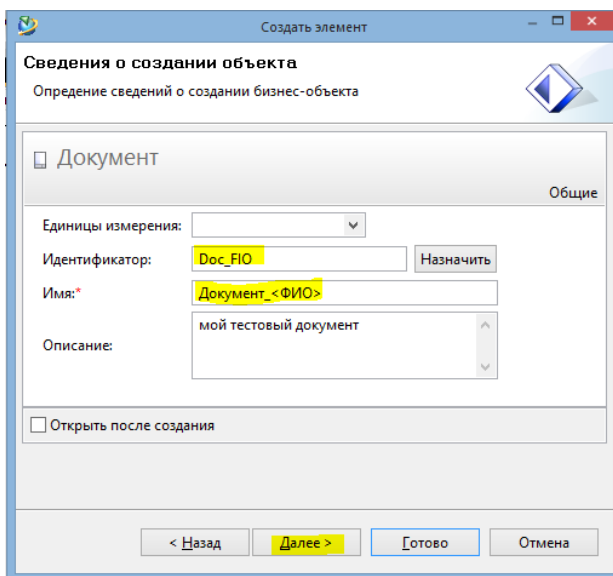 Создать элемент
Сведения о создании объекта
Опредение сведений о создании бизнес-объекта
Документ
Общие
Единицы измерения:
Идентификатор: Doc_FIO Назначить
Имя:* Документ_<ФИО>
Описание: мой тестовый документ
Открыть после создания
< Назад Далее > Готово Отмена